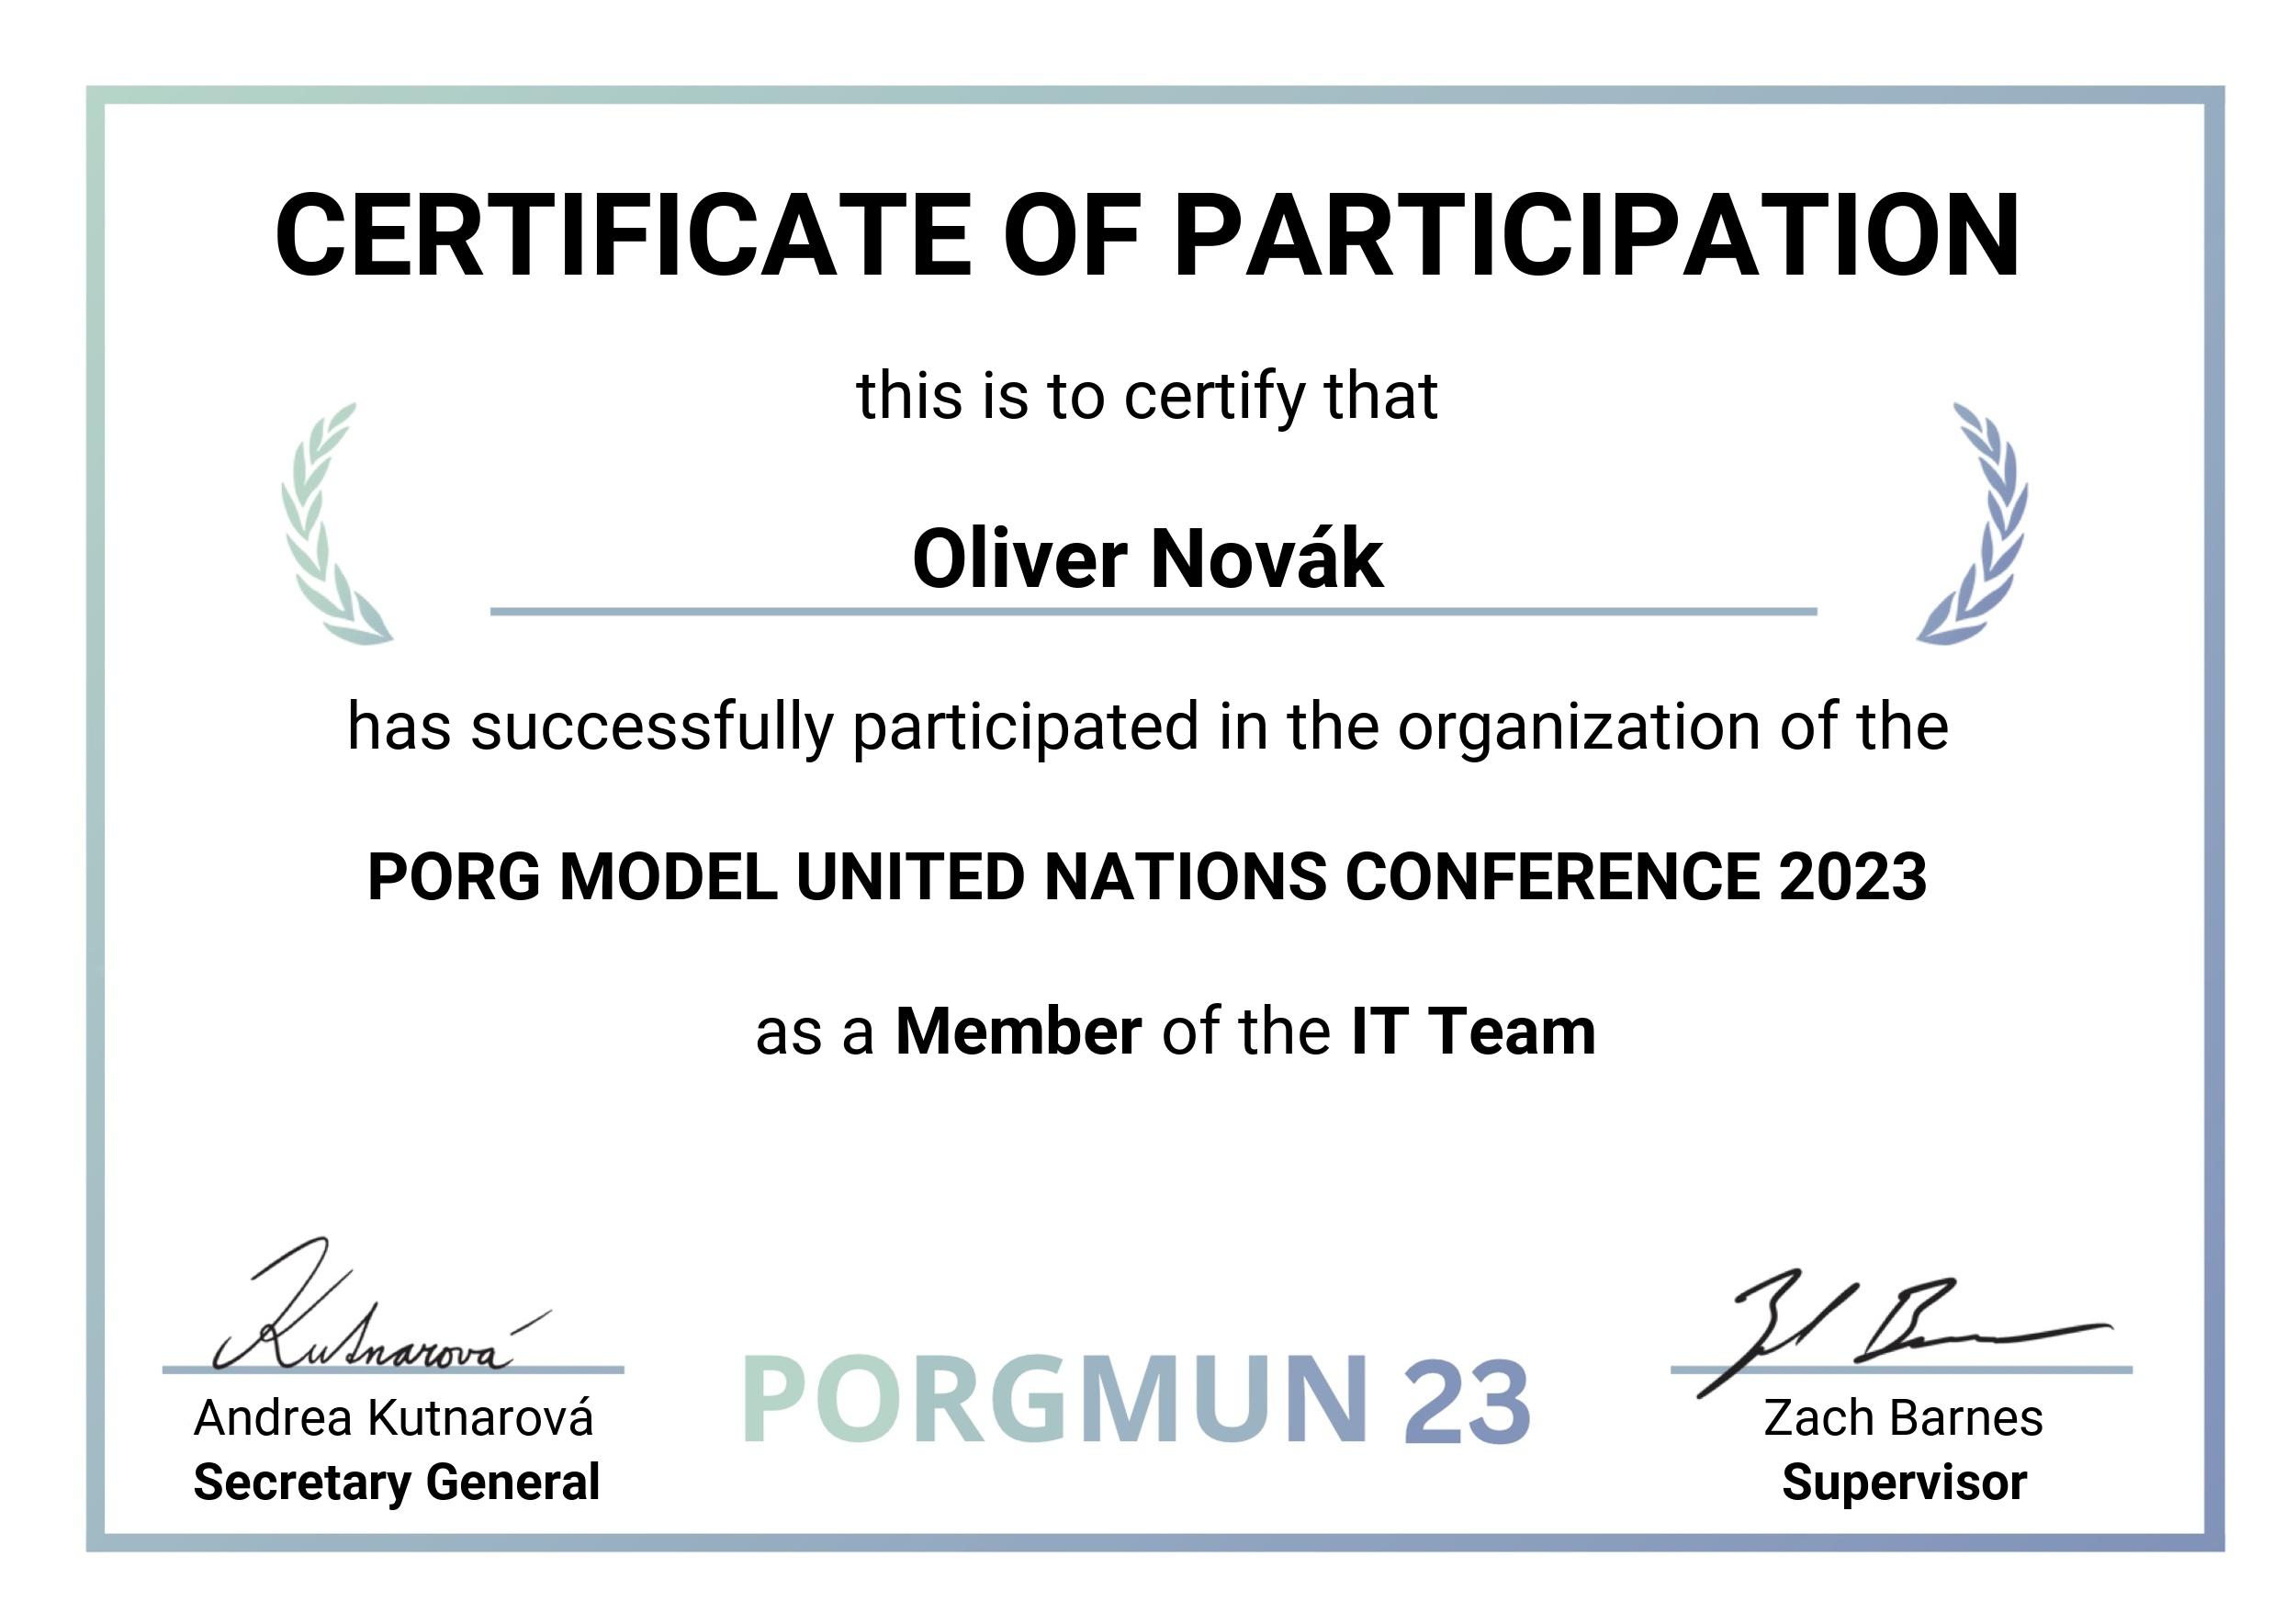 CERTIFICATE OF PARTICIPATION
this is to certify that
Oliver Novák
has successfully participated in the organization of the
PORG MODEL UNITED NATIONS CONFERENCE 2023
as a Member of the IT Team
Kutnarová
Andrea Kutnarová
Secretary General
PORGMUN 23
Zach Barnes
Supervisor